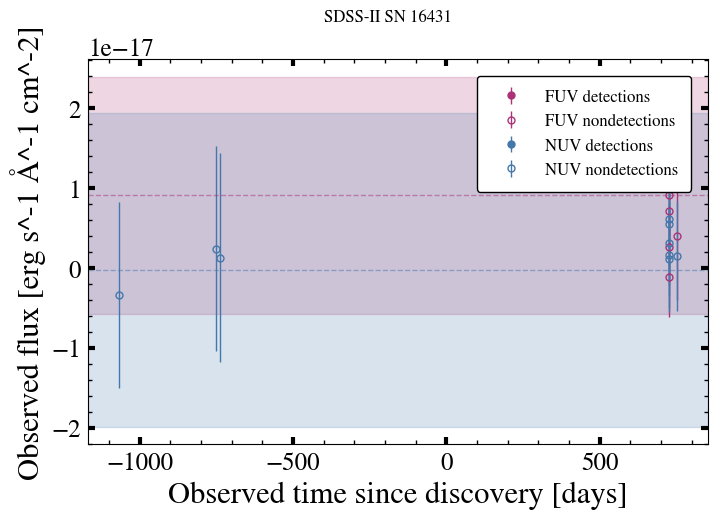 SDSS-II SN 16431
1e−17
Observed flux [erg s^-1 Å^-1 cm^-2]
2
1
0
−1
−2
FUV detections
FUV nondetections
NUV detections
NUV nondetections
−1000 −500 0 500
Observed time since discovery [days]